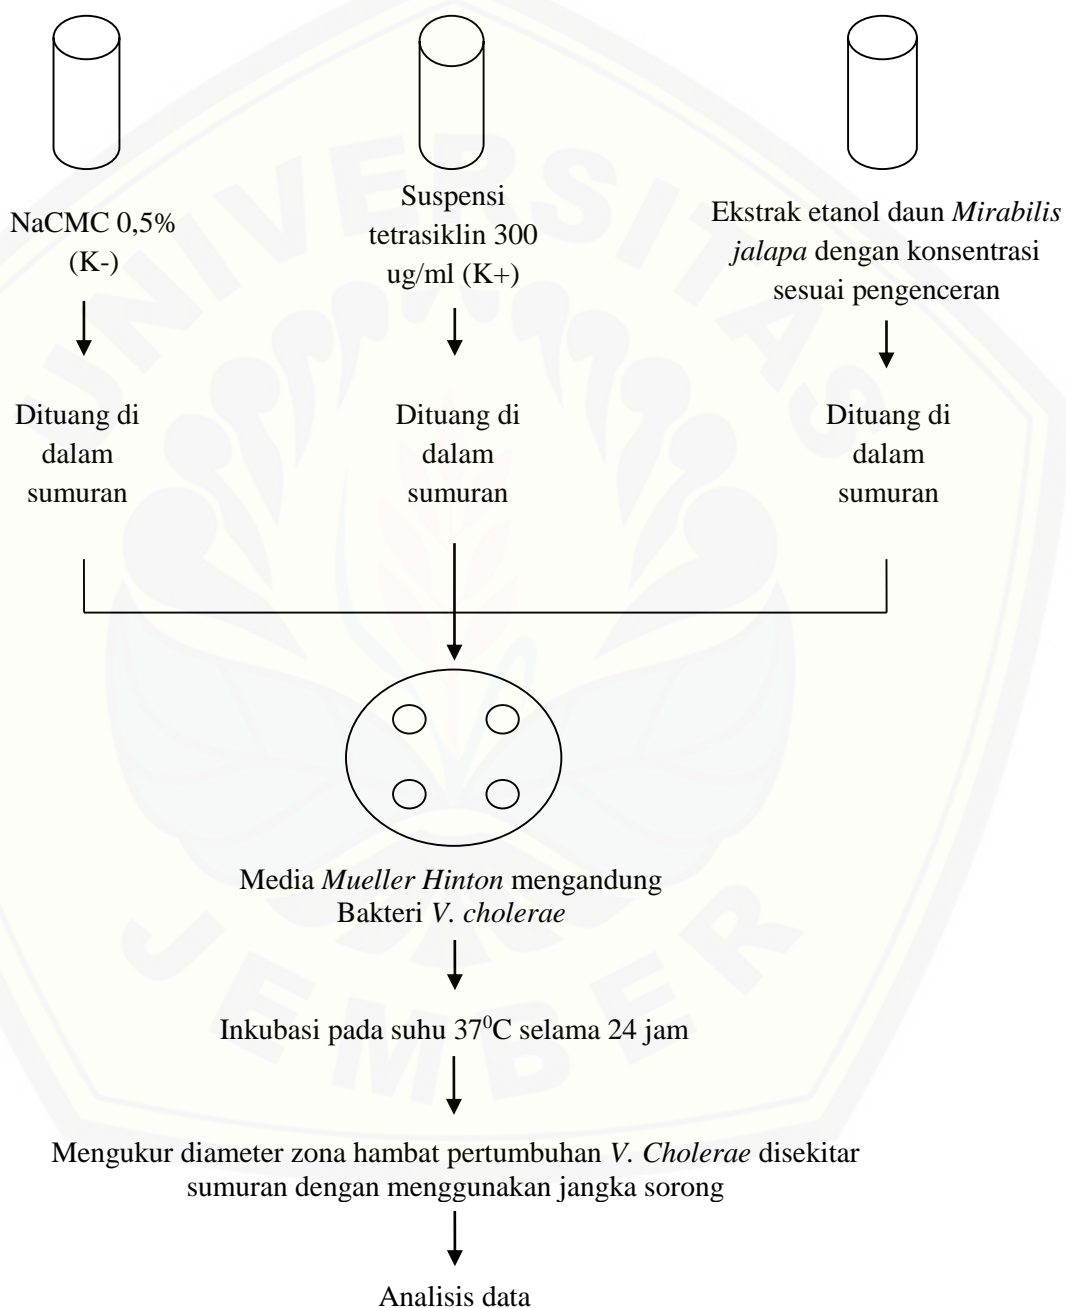 NaCMC 0,5%
(K-)
Suspensi
tetrasiklin 300
ug/ml (K+)
Ekstrak etanol daun Mirabilis
jalapa dengan konsentrasi
sesuai pengenceran
Dituang di
dalam
sumuran
Dituang di
dalam
sumuran
Dituang di
dalam
sumuran
Media Mueller Hinton mengandung
Bakteri V. cholerae
Inkubasi pada suhu 37⁰C selama 24 jam
Mengukur diameter zona hambat pertumbuhan V. Cholerae disekitar
sumuran dengan menggunakan jangka sorong
Analisis data
UNIVERSITAS
JEMBER